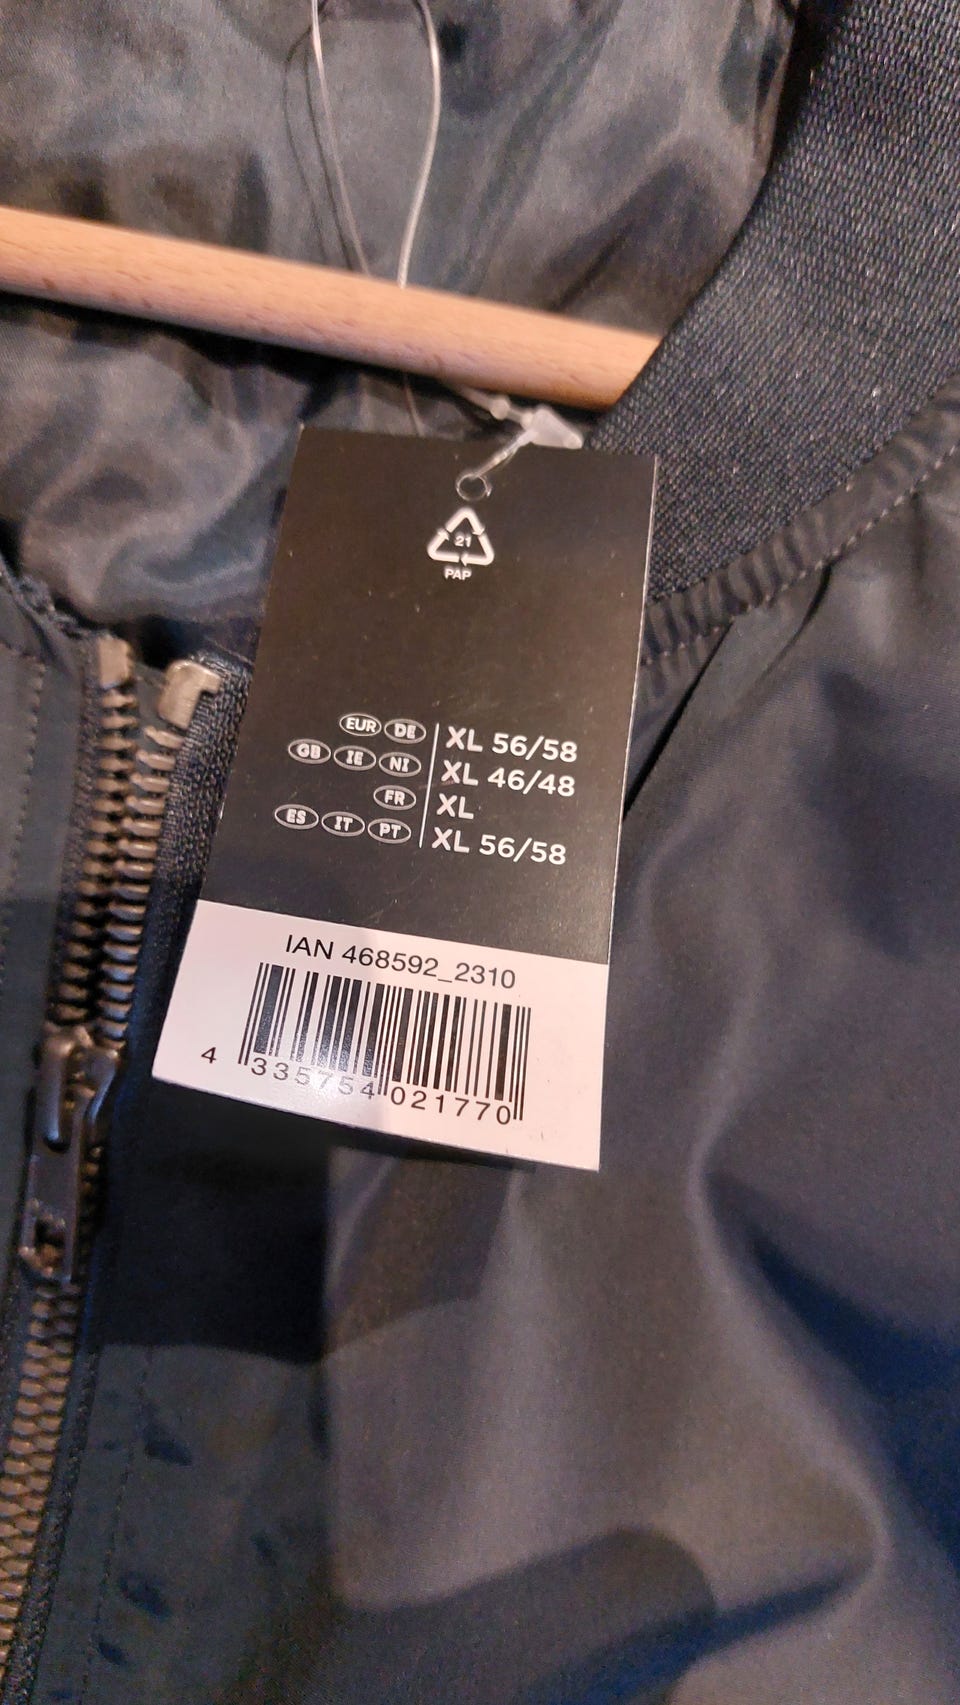 21
PAP
EUR DE XL 56/58
GB IE NI XL 46/48
FR XL
ES IT PT XL 56/58
IAN 468592_2310
4 335754 021770